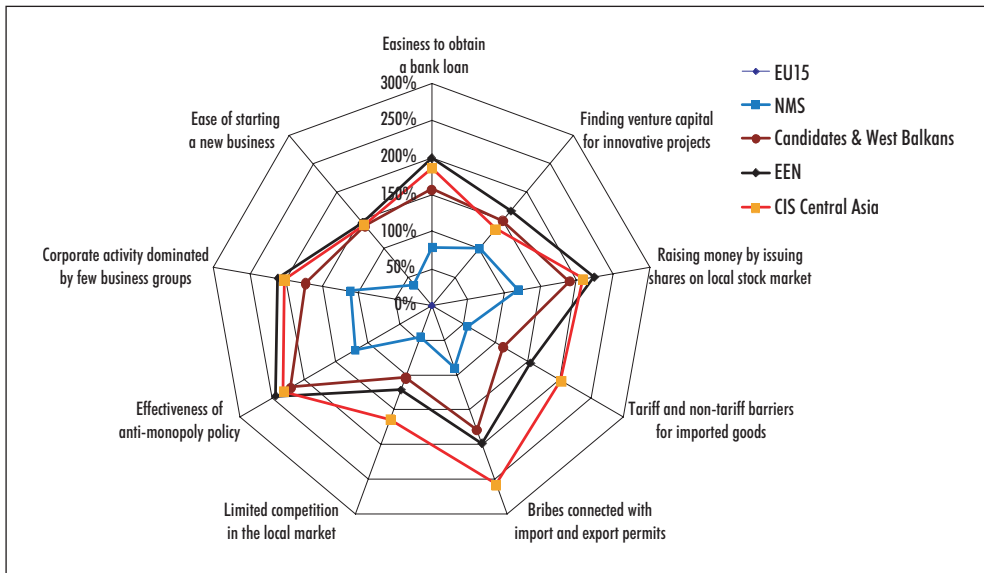 Easiness to obtain
a bank loan
300%
250%
200%
150%
100%
50%
0%
Finding venture capital
for innovative projects
Raising money by issuing
shares on local stock market
Tariff and non-tariff barriers
for imported goods
Bribes connected with
import and export permits
Limited competition
in the local market
Effectiveness of
anti-monopoly policy
Corporate activity dominated
by few business groups
Ease of starting
a new business
EU15
NMS
Candidates & West Balkans
EEN
CIS Central Asia